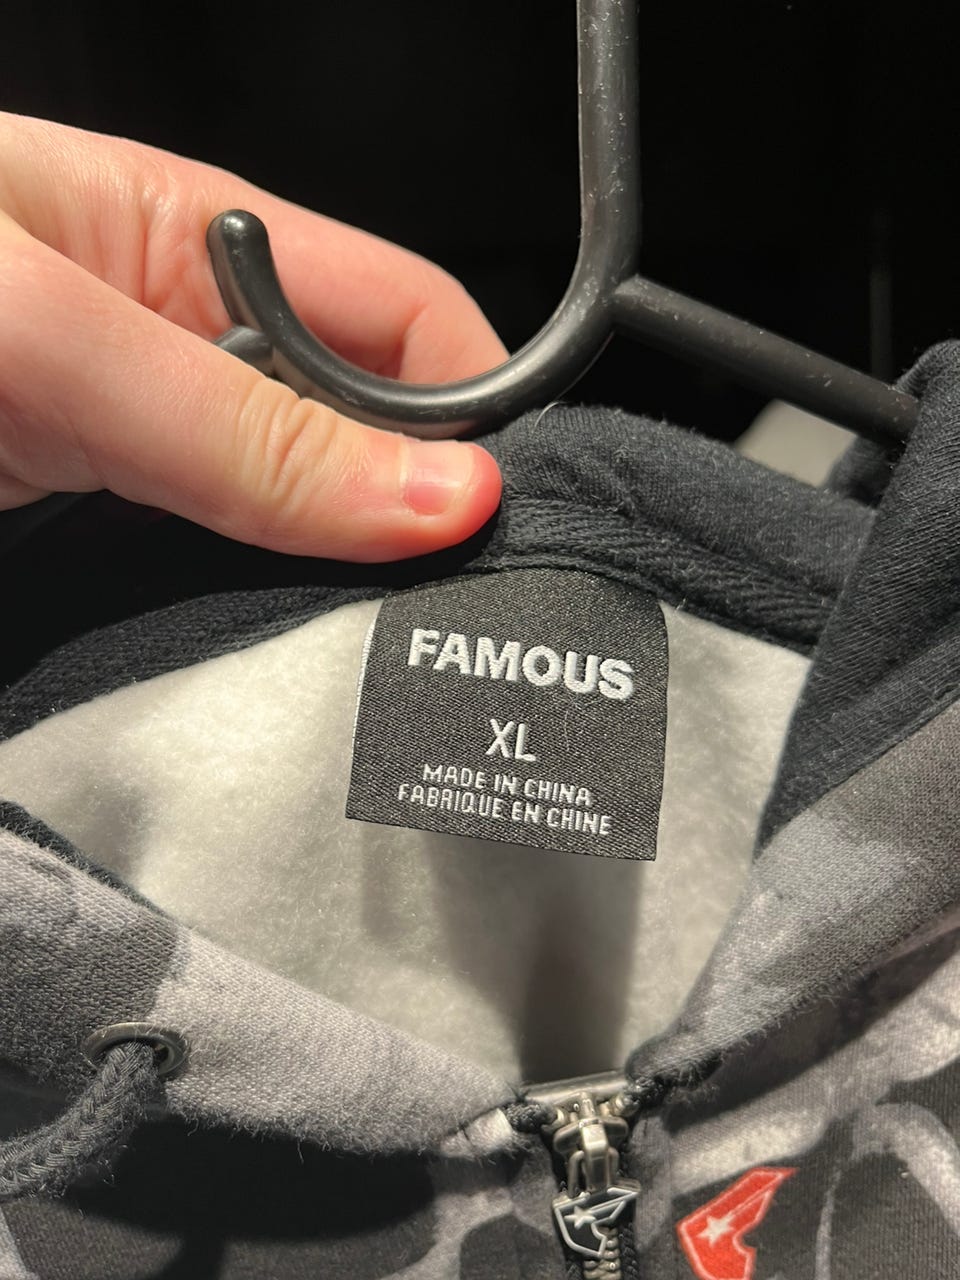 FAMOUS
XL
MADE IN CHINA
FABRIQUE EN CHINE